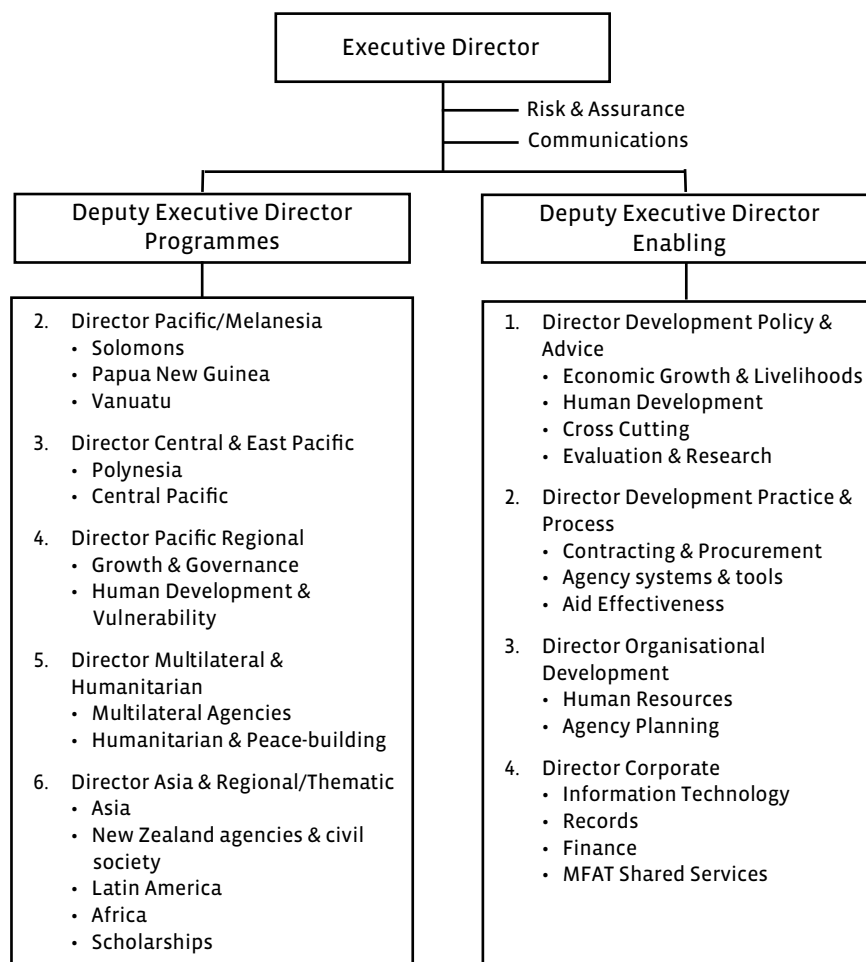 Executive Director
Risk & Assurance
Communications
Deputy Executive Director
Programmes
2. Director Pacific/Melanesia
• Solomons
• Papua New Guinea
• Vanuatu
3. Director Central & East Pacific
• Polynesia
• Central Pacific
4. Director Pacific Regional
• Growth & Governance
• Human Development &
Vulnerability
5. Director Multilateral &
Humanitarian
• Multilateral Agencies
• Humanitarian & Peace-building
6. Director Asia & Regional/Thematic
• Asia
• New Zealand agencies & civil
society
• Latin America
• Africa
• Scholarships
Deputy Executive Director
Enabling
1. Director Development Policy &
Advice
• Economic Growth & Livelihoods
• Human Development
• Cross Cutting
• Evaluation & Research
2. Director Development Practice &
Process
• Contracting & Procurement
• Agency systems & tools
• Aid Effectiveness
3. Director Organisational
Development
• Human Resources
• Agency Planning
4. Director Corporate
• Information Technology
• Records
• Finance
• MFAT Shared Services